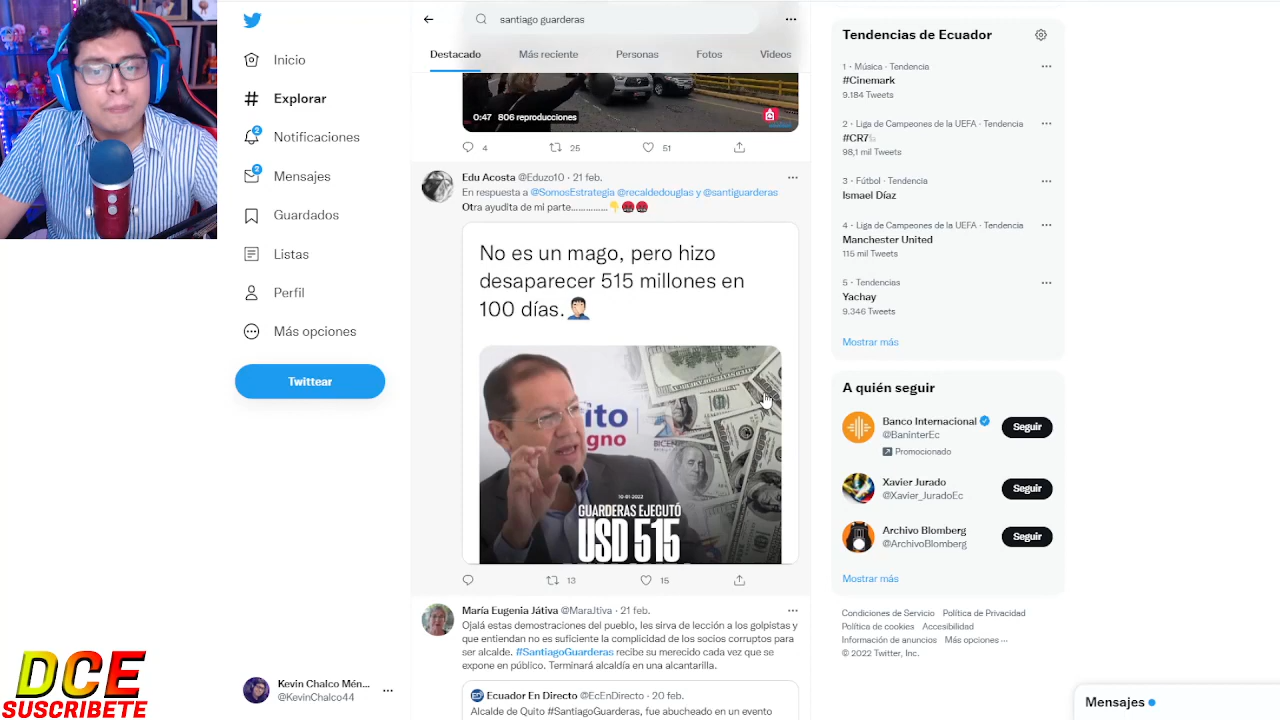 santiago guarderas
Destacado
Más reciente
Personas
Fotos
Videos
Inicio
Explorar
2
Notificaciones
2
Mensajes
Guardados
Listas
Perfil
Más opciones
Twittear
Kevin Chalco Mén...
@KevinChalco44
DCE
SUSCRIBETE
0:47 806 reproducciones
4
25
51
Edu Acosta @Eduzo10 · 21 feb.
En respuesta a @SomosEstrategia @recaldedouglas y @santiguarderas
Otra ayudita de mi parte..............👇😡😡
No es un mago, pero hizo
desaparecer 515 millones en
100 días.🤦🏻‍♂️
ito
gno
BICEN
10-01-2022
GUARDERAS EJECUTÓ
USD 515
13
15
María Eugenia Játiva @MaraJtiva · 21 feb.
Ojalá estas demostraciones del pueblo, les sirva de lección a los golpistas y
que entiendan no es suficiente la complicidad de los socios corruptos para
ser alcalde. #SantiagoGuarderas recibe su merecido cada vez que se
expone en público. Terminará alcaldía en una alcantarilla.
Ecuador En Directo @EcEnDirecto · 20 feb.
Alcalde de Quito #SantiagoGuarderas, fue abucheado en un evento
Tendencias de Ecuador
1 · Música · Tendencia
#Cinemark
9.184 Tweets
2 · Liga de Campeones de la UEFA · Tendencia
#CR7
98,1 mil Tweets
3 · Fútbol · Tendencia
Ismael Díaz
4 · Liga de Campeones de la UEFA · Tendencia
Manchester United
115 mil Tweets
5 · Tendencias
Yachay
9.346 Tweets
Mostrar más
A quién seguir
Banco Internacional
@BaninterEc
Promocionado
Seguir
Xavier Jurado
@Xavier_JuradoEc
Seguir
Archivo Blomberg
@ArchivoBlomberg
Seguir
Mostrar más
Condiciones de Servicio Política de Privacidad
Política de cookies Accesibilidad
Información de anuncios Más opciones ···
© 2022 Twitter, Inc.
Mensajes